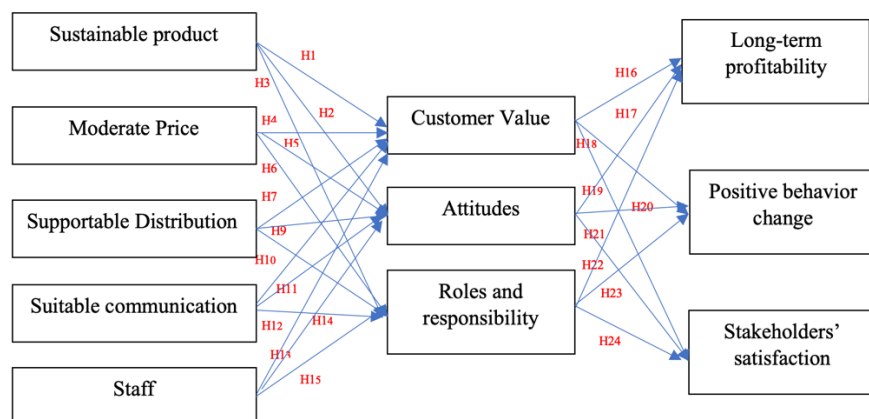 Sustainable product
Moderate Price
Supportable Distribution
Suitable communication
Staff
H1
H3
H2
H4
H5
H6
H7
H9
H10
H11
H12
H14
H13
H15
Customer Value
Attitudes
Roles and
responsibility
H16
H17
H18
H19
H20
H21
H22
H23
H24
Long-term
profitability
Positive behavior
change
Stakeholders’
satisfaction